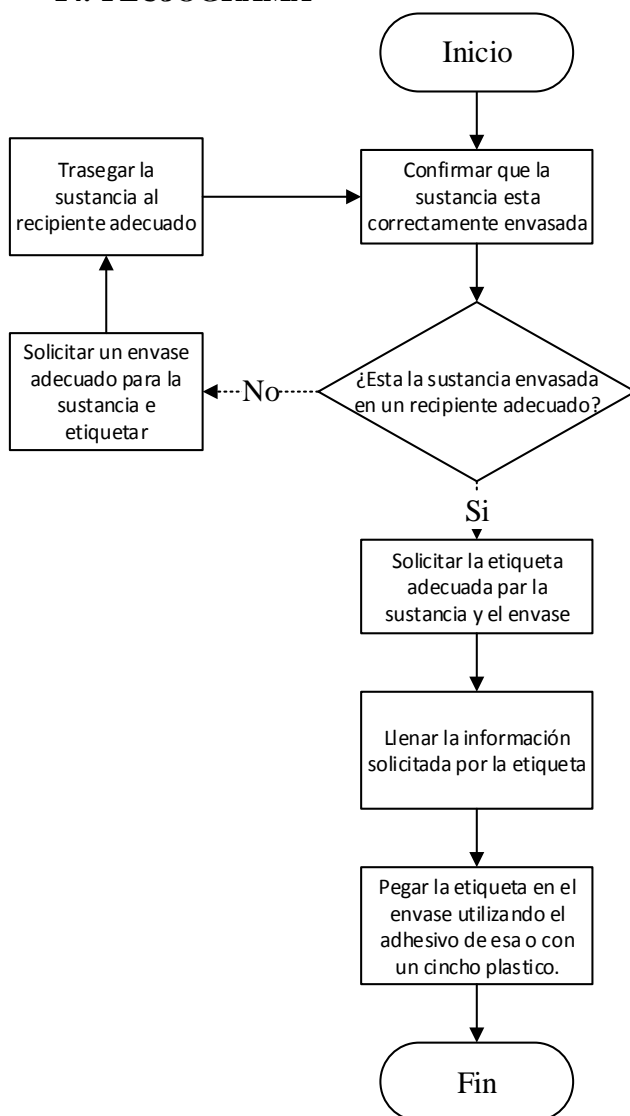 Inicio
Trasegar la
sustancia al
recipiente adecuado
Confirmar que la
sustancia esta
correctamente envasada
Solicitar un envase
adecuado para la
sustancia e
etiquetar
No
¿Esta la sustancia envasada
en un recipiente adecuado?
Si
Solicitar la etiqueta
adecuada par la
sustancia y el envase
Llenar la información
solicitada por la etiqueta
Pegar la etiqueta en el
envase utilizando el
adhesivo de esa o con
un cincho plastico.
Fin